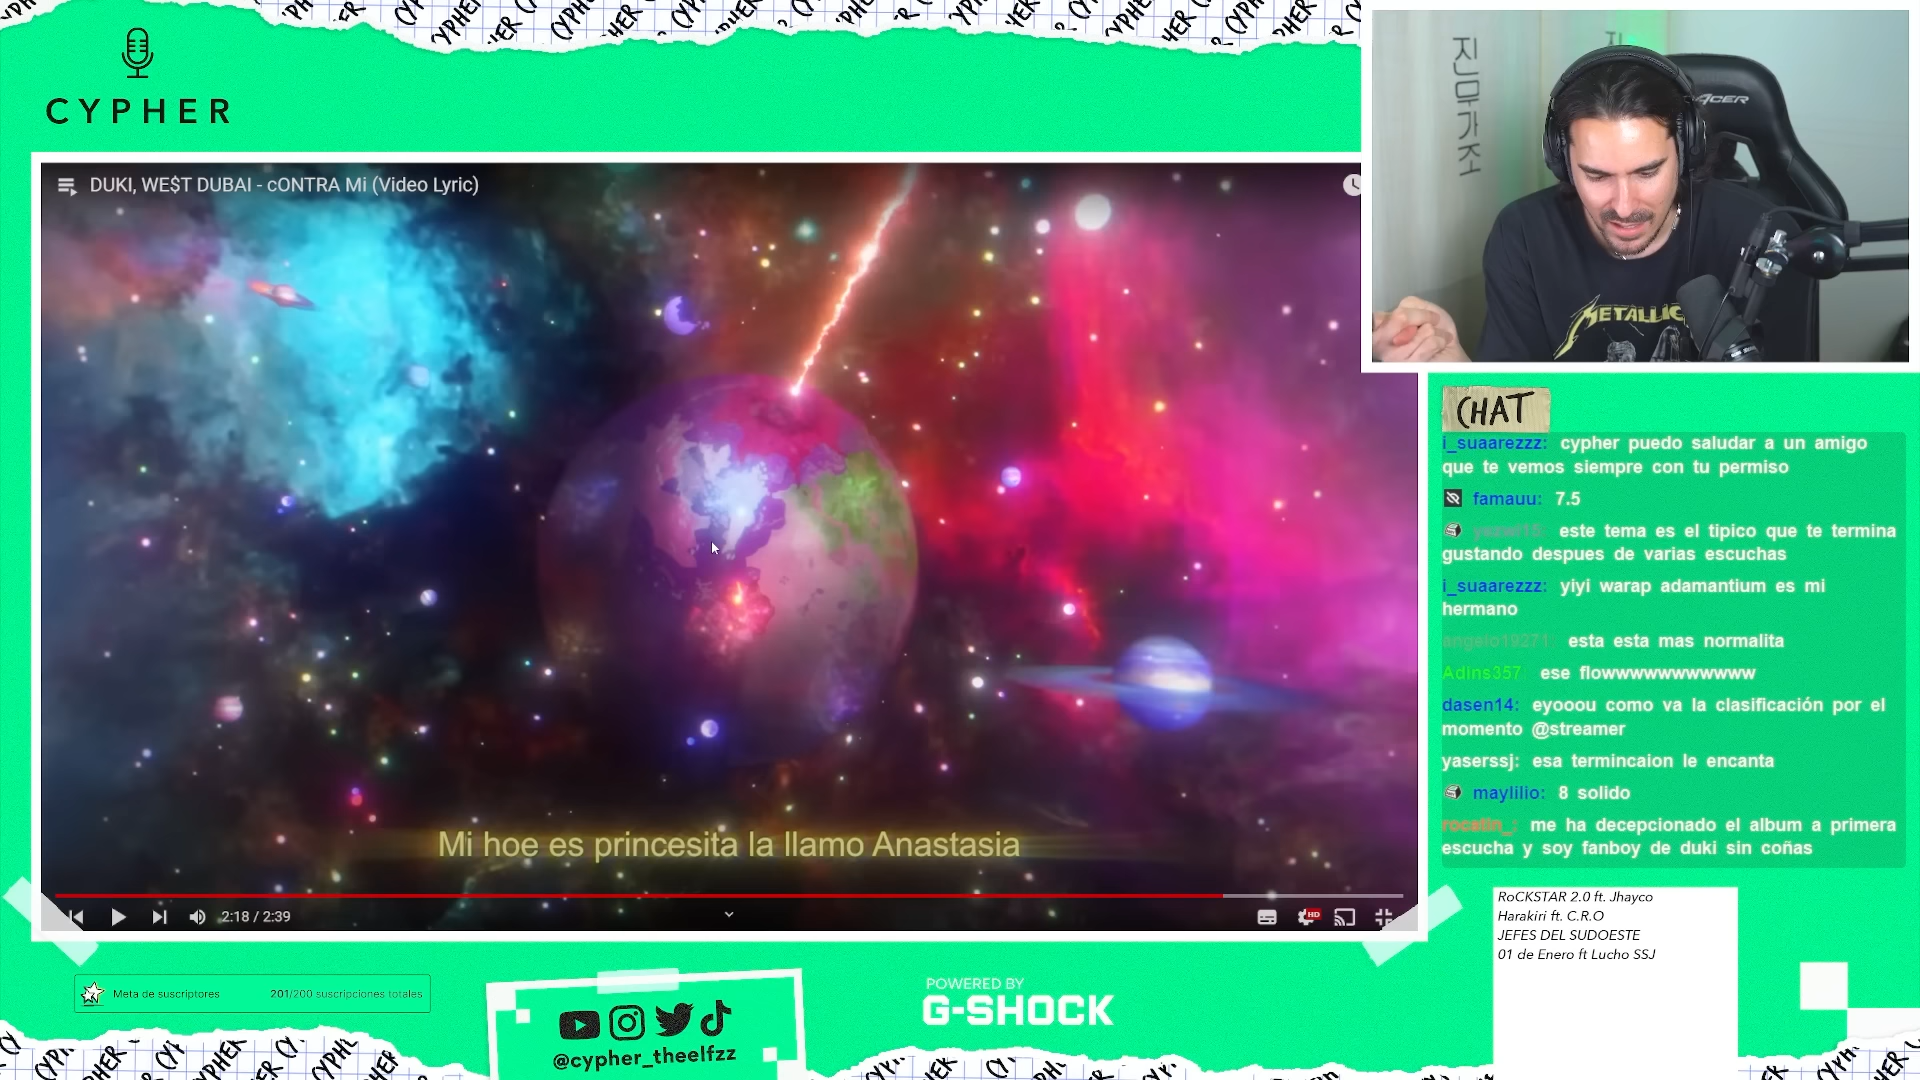 CYPHER
DUKI, WE$T DUBAI - cONTRA Mi (Video Lyric)
Mi hoe es princesita la llamo Anastasia
2:18 / 2:39
HD
ACER
METALLIC
CHAT
i_suaarezzz: cypher puedo saludar a un amigo
que te vemos siempre con tu permiso
famauu: 7.5
este tema es el tipico que te termina
gustando despues de varias escuchas
i_suaarezzz: yiyi warap adamantium es mi
hermano
angelo19271: esta esta mas normalita
Adins357: ese flowwwwwwwwwww
dasen14: eyooou como va la clasificación por el
momento @streamer
yaserssj: esa termincaion le encanta
maylilio: 8 solido
rocatin_: me ha decepcionado el album a primera
escucha y soy fanboy de duki sin coñas
RoCKSTAR 2.0 ft. Jhayco
Harakiri ft. C.R.O
JEFES DEL SUDOESTE
01 de Enero ft Lucho SSJ
Meta de suscriptores 201/200 suscripciones totales
@cypher_theelfzz
POWERED BY
G-SHOCK